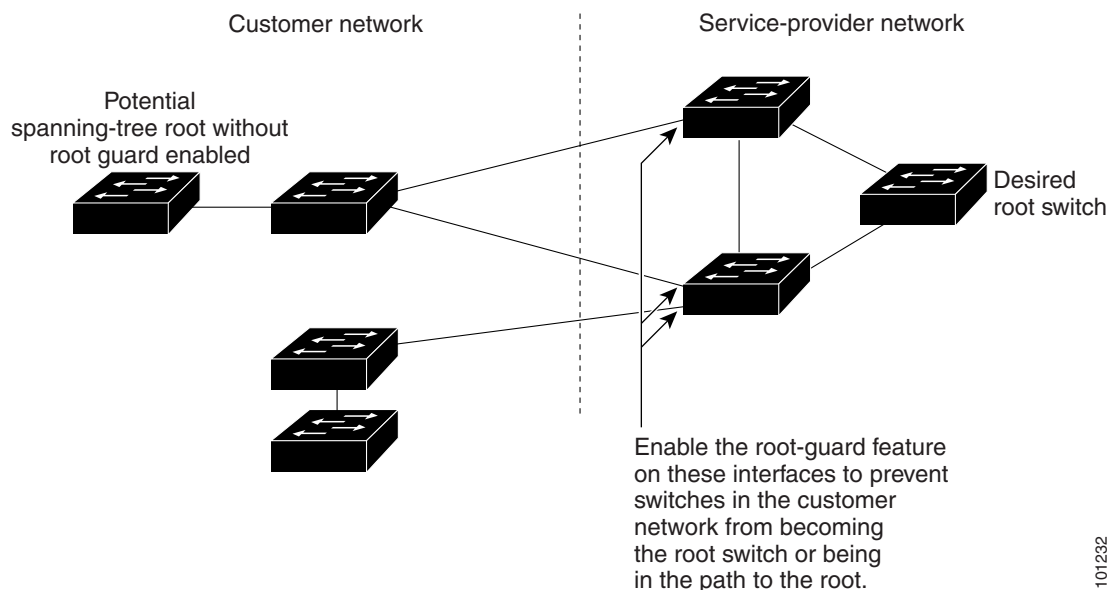 Customer network
Service-provider network
Potential
spanning-tree root without
root guard enabled
Desired
root switch
Enable the root-guard feature
on these interfaces to prevent
switches in the customer
network from becoming
the root switch or being
in the path to the root.
101232